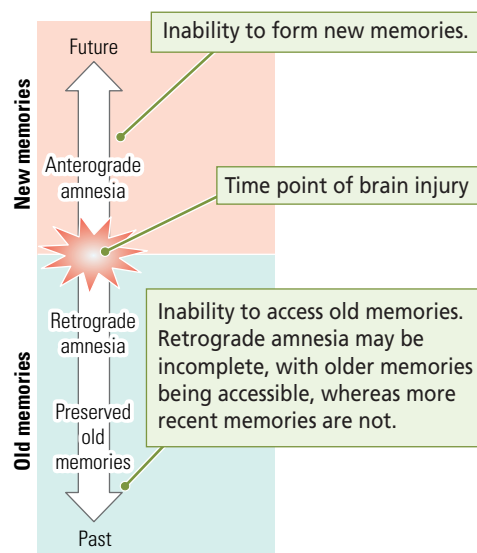 Future
Inability to form new memories.
New memories
Anterograde
amnesia
Time point of brain injury
Retrograde
amnesia
Inability to access old memories.
Retrograde amnesia may be
incomplete, with older memories
being accessible, whereas more
recent memories are not.
Old memories
Preserved
old
memories
Past